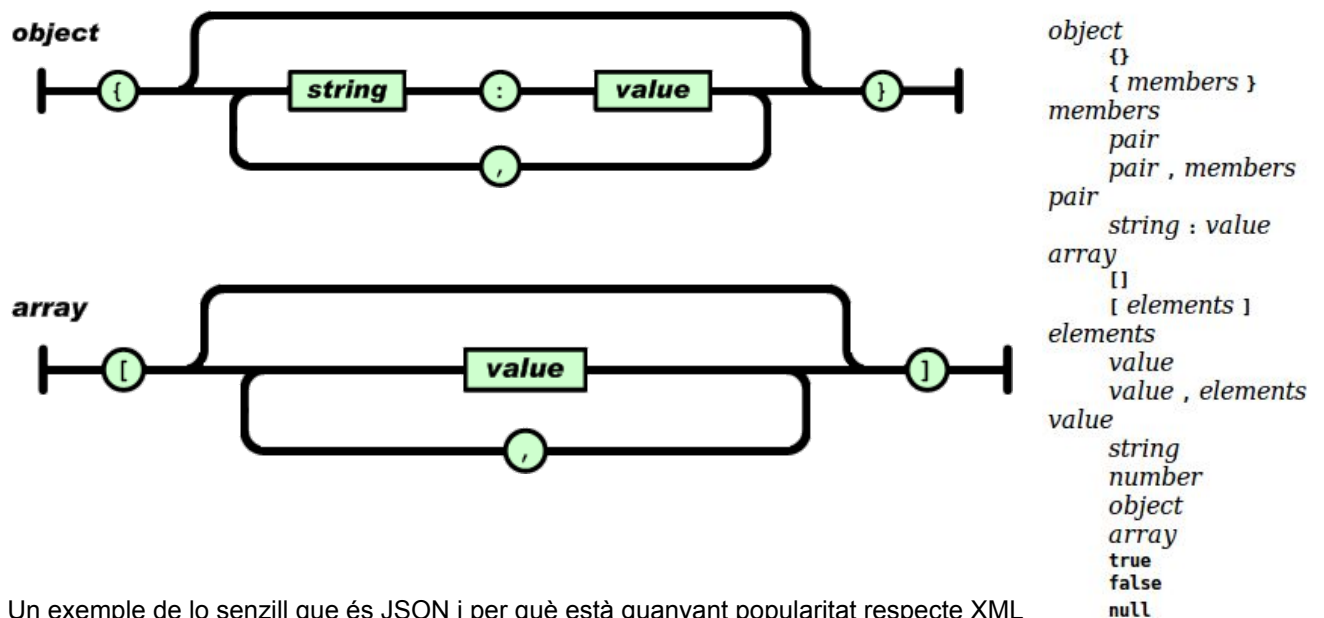 object
{ string : value }
,
array
[ value ]
,
object
{}
{ members }
members
pair
pair , members
pair
string : value
array
[]
[ elements ]
elements
value
value , elements
value
string
number
object
array
true
false
null
Un exemple de lo senzill que és JSON i per què està guanyant popularitat respecte XML